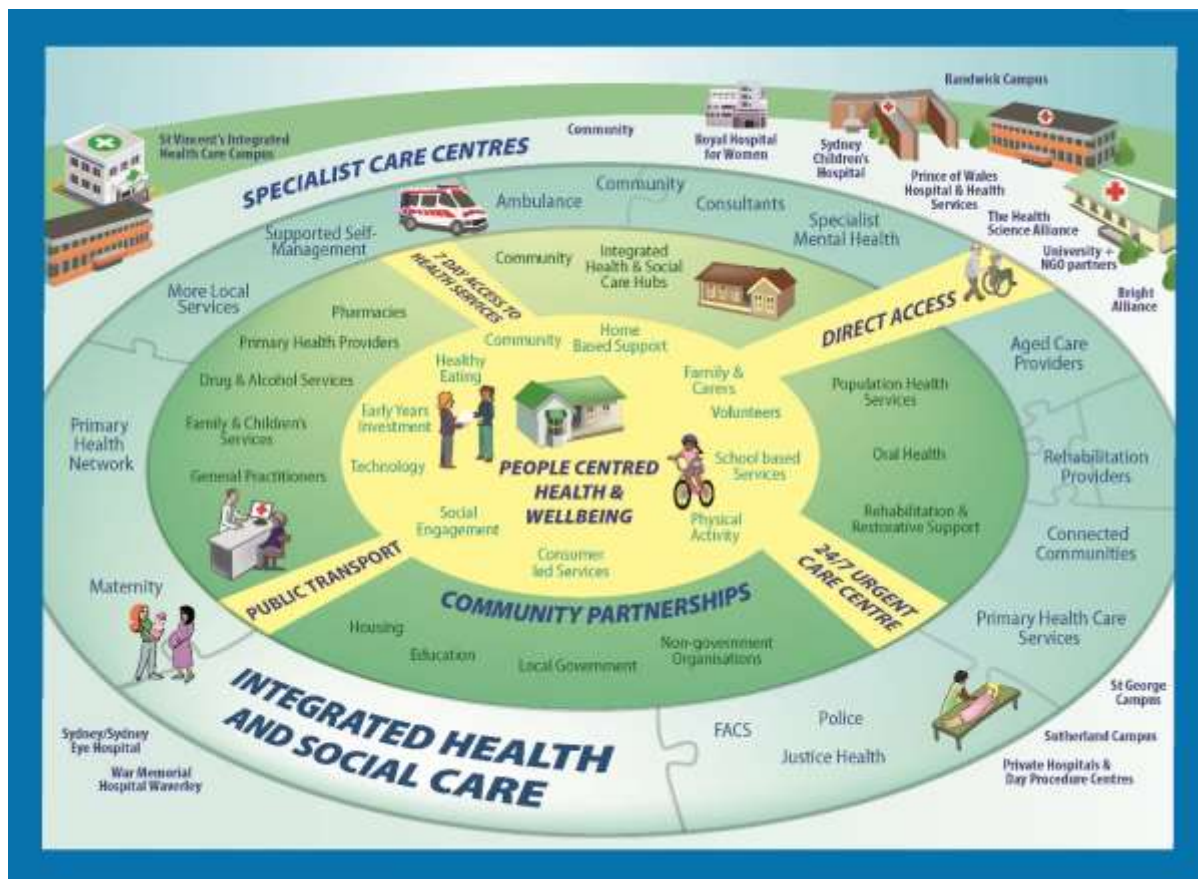 Randwick Campus
St Vincent's Integrated
Health Care Campus
Community
Royal Hospital
for Women
Sydney
Children's
Hospital
Prince of Wales
Hospital & Health
Services
The Health
Science Alliance
University +
NGO partners
Bright
Alliance
SPECIALIST CARE CENTRES
Supported Self-
Management
Ambulance
Community
Consultants
Specialist
Mental Health
More Local
Services
7 DAY ACCESS TO
HEALTH SERVICES
Community
Integrated
Health & Social
Care Hubs
DIRECT ACCESS
Aged Care
Providers
Pharmacies
Primary Health Providers
Drug & Alcohol Services
Family & Children's
Services
General Practitioners
Primary
Health
Network
Community
Home
Based Support
Healthy
Eating
Family &
Carers
Early Years
Investment
Volunteers
Technology
PEOPLE CENTRED
HEALTH &
WELLBEING
School based
Services
Social
Engagement
Physical
Activity
Consumer
led Services
Population Health
Services
Oral Health
Rehabilitation &
Restorative Support
Rehabilitation
Providers
Connected
Communities
Primary Health Care
Services
Maternity
PUBLIC TRANSPORT
COMMUNITY PARTNERSHIPS
24/7 URGENT
CARE CENTRE
Housing
Education
Local Government
Non-government
Organisations
INTEGRATED HEALTH
AND SOCIAL CARE
FACS
Police
Justice Health
Sydney/Sydney
Eye Hospital
War Memorial
Hospital Waverley
St George
Campus
Sutherland Campus
Private Hospitals &
Day Procedure Centres